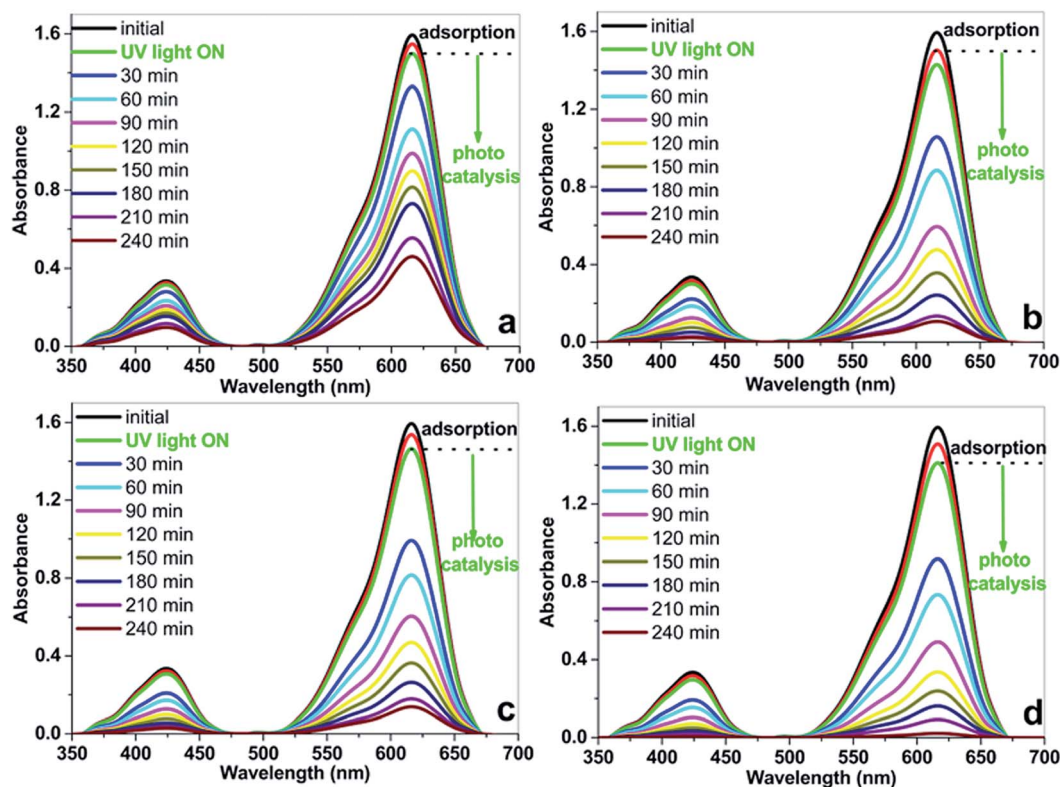 initial
UV light ON
30 min
60 min
90 min
120 min
150 min
180 min
210 min
240 min
adsorption
photo
catalysis
a
Absorbance
1.6
1.2
0.8
0.4
0.0
350 400 450 500 550 600 650 700
Wavelength (nm)
initial
UV light ON
30 min
60 min
90 min
120 min
150 min
180 min
210 min
240 min
adsorption
photo
catalysis
b
Absorbance
1.6
1.2
0.8
0.4
0.0
350 400 450 500 550 600 650 700
Wavelength (nm)
initial
UV light ON
30 min
60 min
90 min
120 min
150 min
180 min
210 min
240 min
adsorption
photo
catalysis
c
Absorbance
1.6
1.2
0.8
0.4
0.0
350 400 450 500 550 600 650 700
Wavelength (nm)
initial
UV light ON
30 min
60 min
90 min
120 min
150 min
180 min
210 min
240 min
adsorption
photo
catalysis
d
Absorbance
1.6
1.2
0.8
0.4
0.0
350 400 450 500 550 600 650 700
Wavelength (nm)